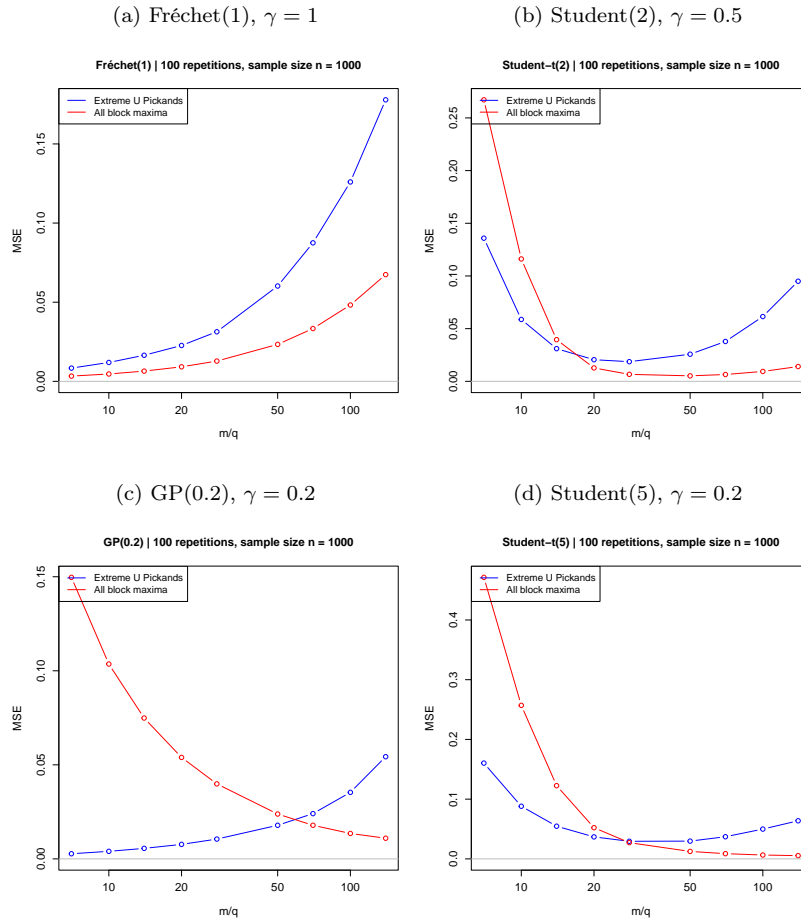 (a) Fréchet(1), γ = 1
Fréchet(1) | 100 repetitions, sample size n = 1000
Extreme U Pickands
All block maxima
MSE
0.15
0.10
0.05
0.00
10 20 50 100
m/q
(b) Student(2), γ = 0.5
Student−t(2) | 100 repetitions, sample size n = 1000
Extreme U Pickands
All block maxima
MSE
0.25
0.20
0.15
0.10
0.05
0.00
10 20 50 100
m/q
(c) GP(0.2), γ = 0.2
GP(0.2) | 100 repetitions, sample size n = 1000
Extreme U Pickands
All block maxima
MSE
0.15
0.10
0.05
0.00
10 20 50 100
m/q
(d) Student(5), γ = 0.2
Student−t(5) | 100 repetitions, sample size n = 1000
Extreme U Pickands
All block maxima
MSE
0.4
0.3
0.2
0.1
0.0
10 20 50 100
m/q